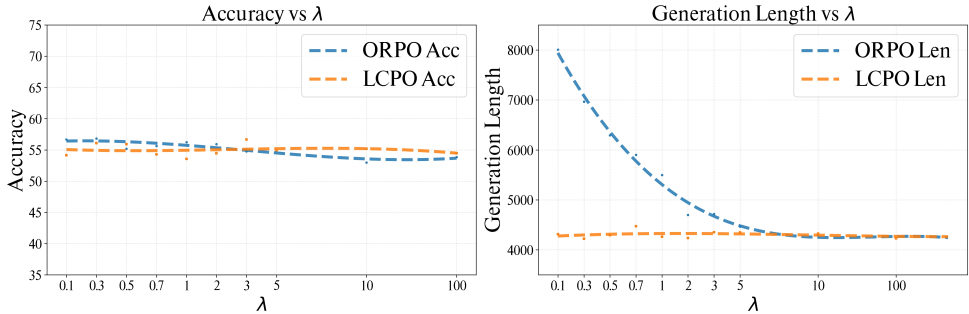 Accuracy vs λ
75
70
65
60
55
50
45
40
35
Accuracy
ORPO Acc
LCPO Acc
0.1 0.3 0.5 0.7 1 2 3 5 10 100
λ
Generation Length vs λ
8000
7000
6000
5000
4000
Generation Length
ORPO Len
LCPO Len
0.1 0.3 0.5 0.7 1 2 3 5 10 100
λ